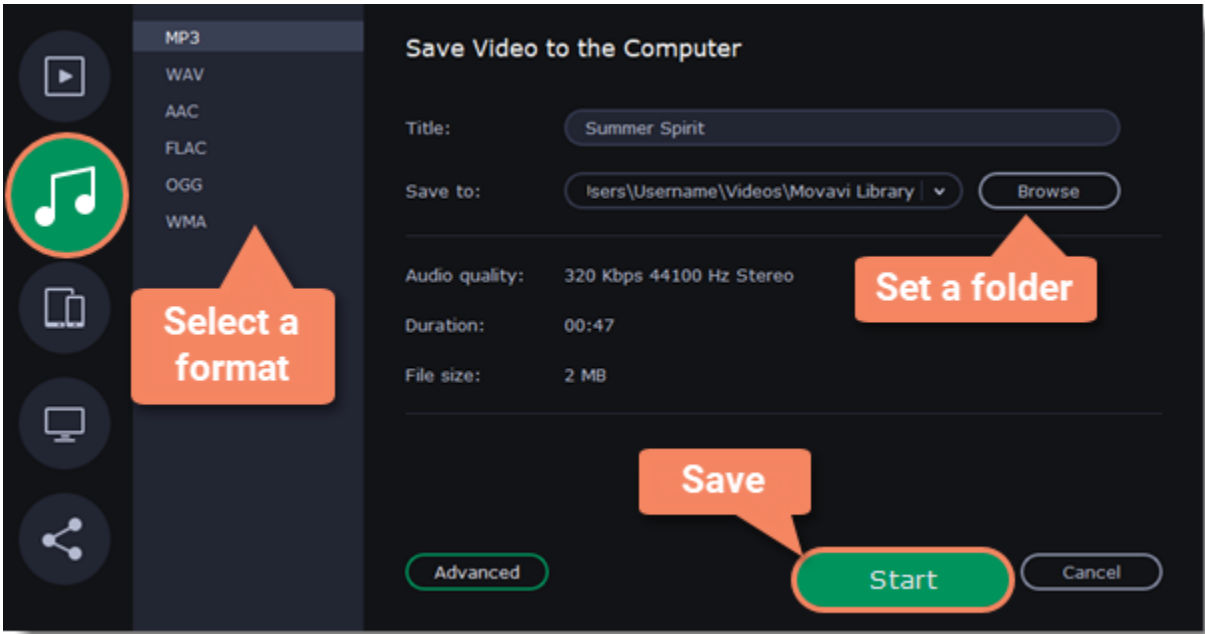 MP3
WAV
AAC
FLAC
OGG
WMA
Select a
format
Save Video to the Computer
Title: Summer Spirit
Save to: \Username\Videos\Movavi Library Browse
Set a folder
Audio quality: 320 Kbps 44100 Hz Stereo
Duration: 00:47
File size: 2 MB
Save
Advanced Start Cancel